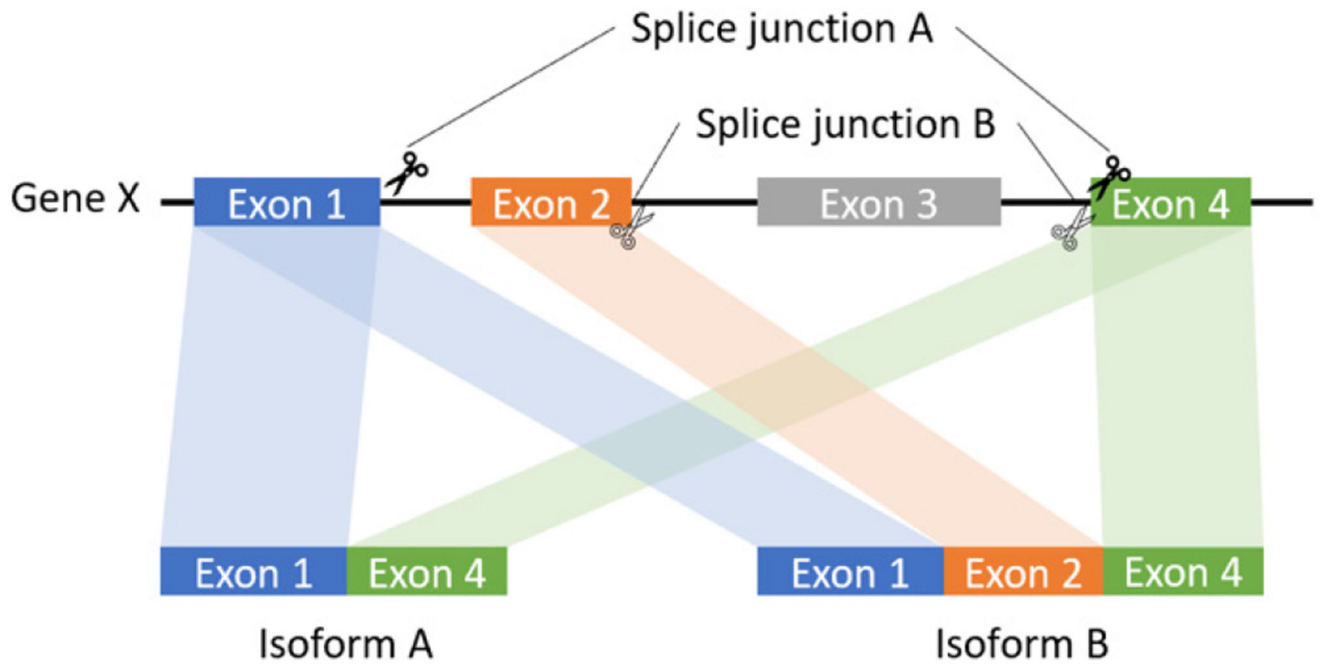 Splice junction A
Splice junction B
Gene X
Exon 1
Exon 2
Exon 3
Exon 4
Exon 1
Exon 4
Exon 1
Exon 2
Exon 4
Isoform A
Isoform B